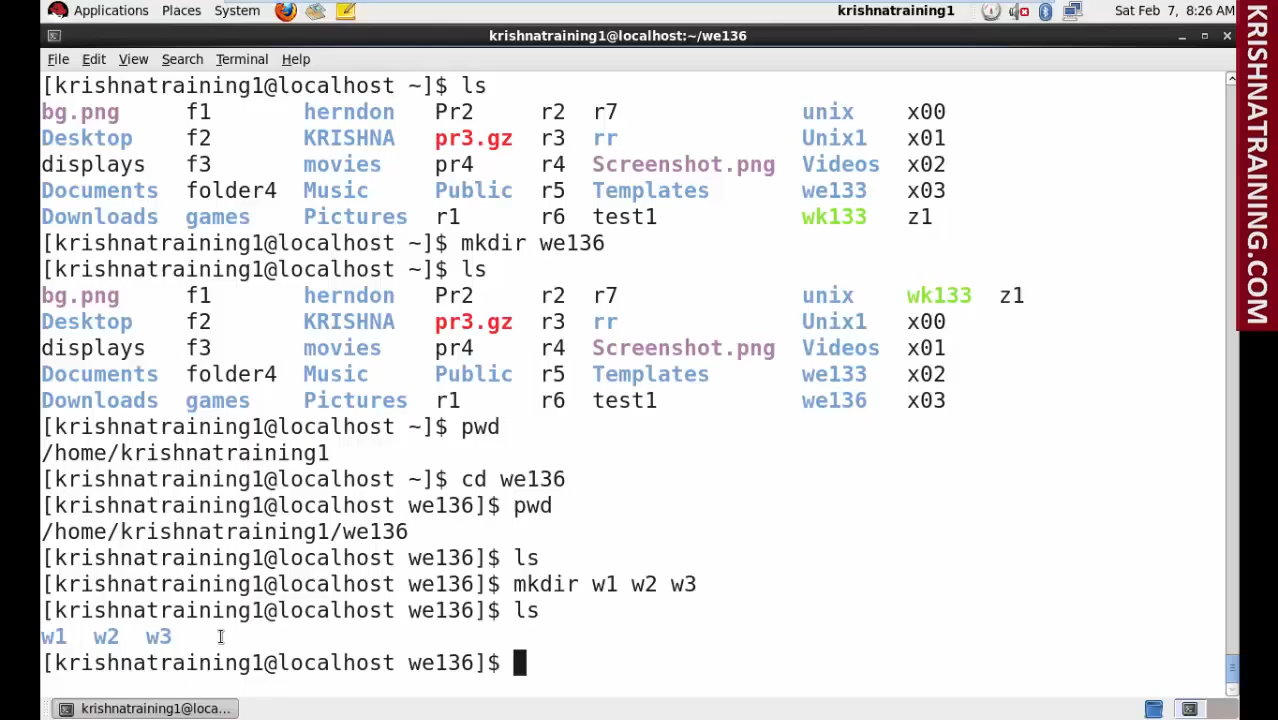 Applications Places System krishnatraining1 Sat Feb 7, 8:26 AM
krishnatraining1@localhost:~/we136
File Edit View Search Terminal Help
[krishnatraining1@localhost ~]$ ls
bg.png f1 herndon Pr2 r2 r7 unix x00
Desktop f2 KRISHNA pr3.gz r3 rr Unix1 x01
displays f3 movies pr4 r4 Screenshot.png Videos x02
Documents folder4 Music Public r5 Templates we133 x03
Downloads games Pictures r1 r6 test1 wk133 z1
[krishnatraining1@localhost ~]$ mkdir we136
[krishnatraining1@localhost ~]$ ls
bg.png f1 herndon Pr2 r2 r7 unix wk133 z1
Desktop f2 KRISHNA pr3.gz r3 rr Unix1 x00
displays f3 movies pr4 r4 Screenshot.png Videos x01
Documents folder4 Music Public r5 Templates we133 x02
Downloads games Pictures r1 r6 test1 we136 x03
[krishnatraining1@localhost ~]$ pwd
/home/krishnatraining1
[krishnatraining1@localhost ~]$ cd we136
[krishnatraining1@localhost we136]$ pwd
/home/krishnatraining1/we136
[krishnatraining1@localhost we136]$ ls
[krishnatraining1@localhost we136]$ mkdir w1 w2 w3
[krishnatraining1@localhost we136]$ ls
w1 w2 w3
[krishnatraining1@localhost we136]$
krishnatraining1@loca...
KRISHNATRAINING.COM